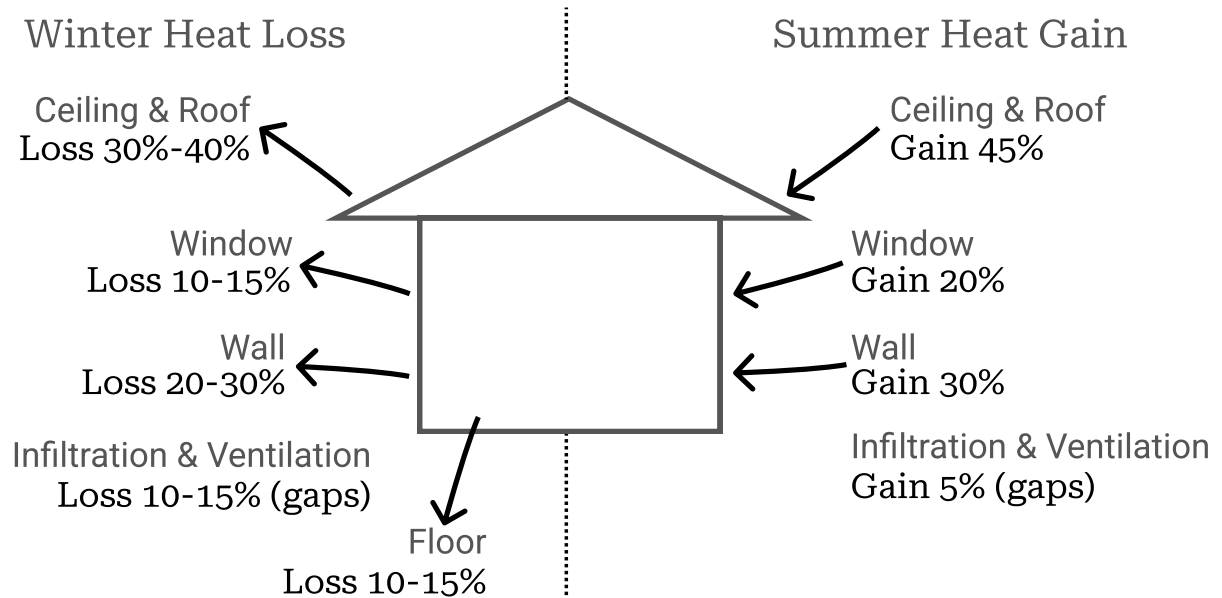 Winter Heat Loss
Summer Heat Gain
Ceiling & Roof
Loss 30%-40%
Ceiling & Roof
Gain 45%
Window
Loss 10-15%
Window
Gain 20%
Wall
Loss 20-30%
Wall
Gain 30%
Infiltration & Ventilation
Loss 10-15% (gaps)
Infiltration & Ventilation
Gain 5% (gaps)
Floor
Loss 10-15%